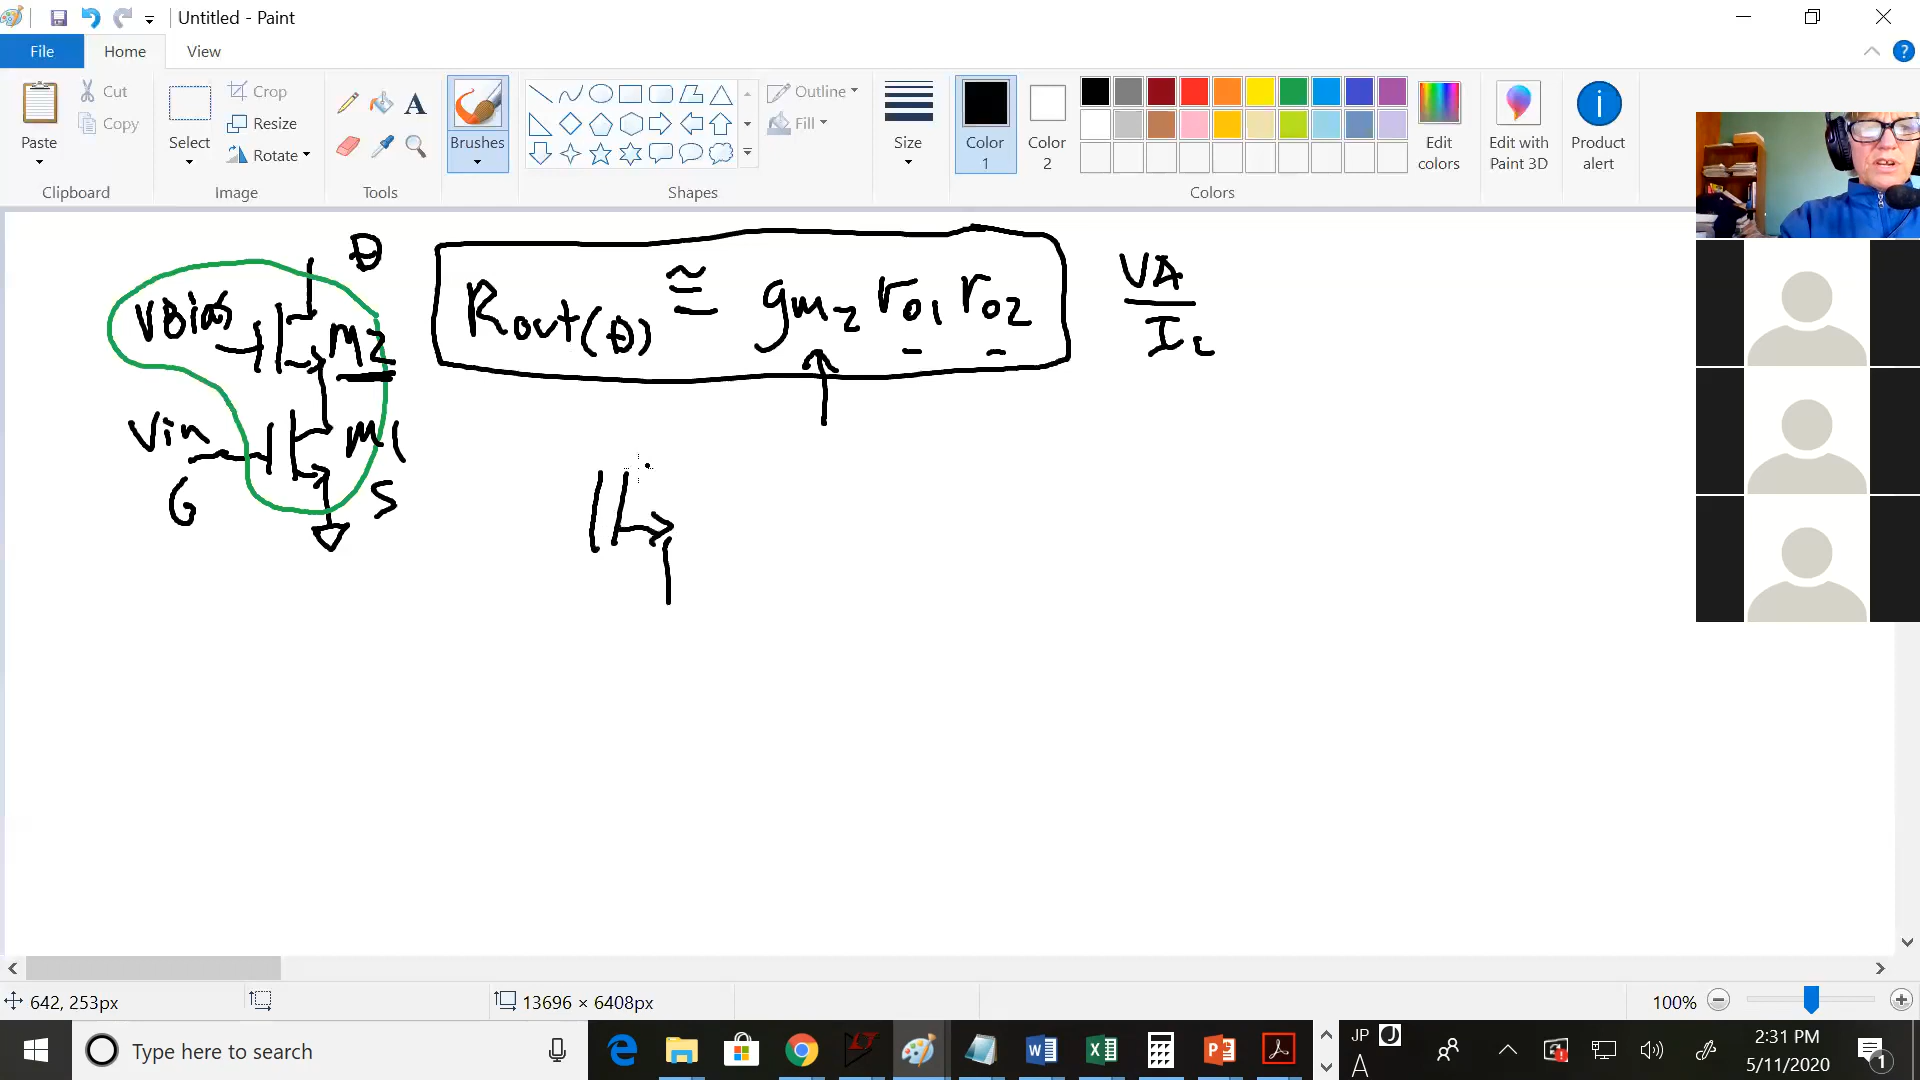 Untitled - Paint
File Home View
Paste
Cut
Copy
Clipboard
Select
Crop
Resize
Rotate
Image
Tools
Brushes
Shapes
Outline
Fill
Size
Color 1
Color 2
Colors
Edit colors
Edit with Paint 3D
Product alert
D
VBias
M2
Vin
M1
G
S
Rout(D) ≅ gm2 ro1 ro2
VA
Ic
642, 253px
13696 × 6408px
100%
Type here to search
JP
A
2:31 PM
5/11/2020
1